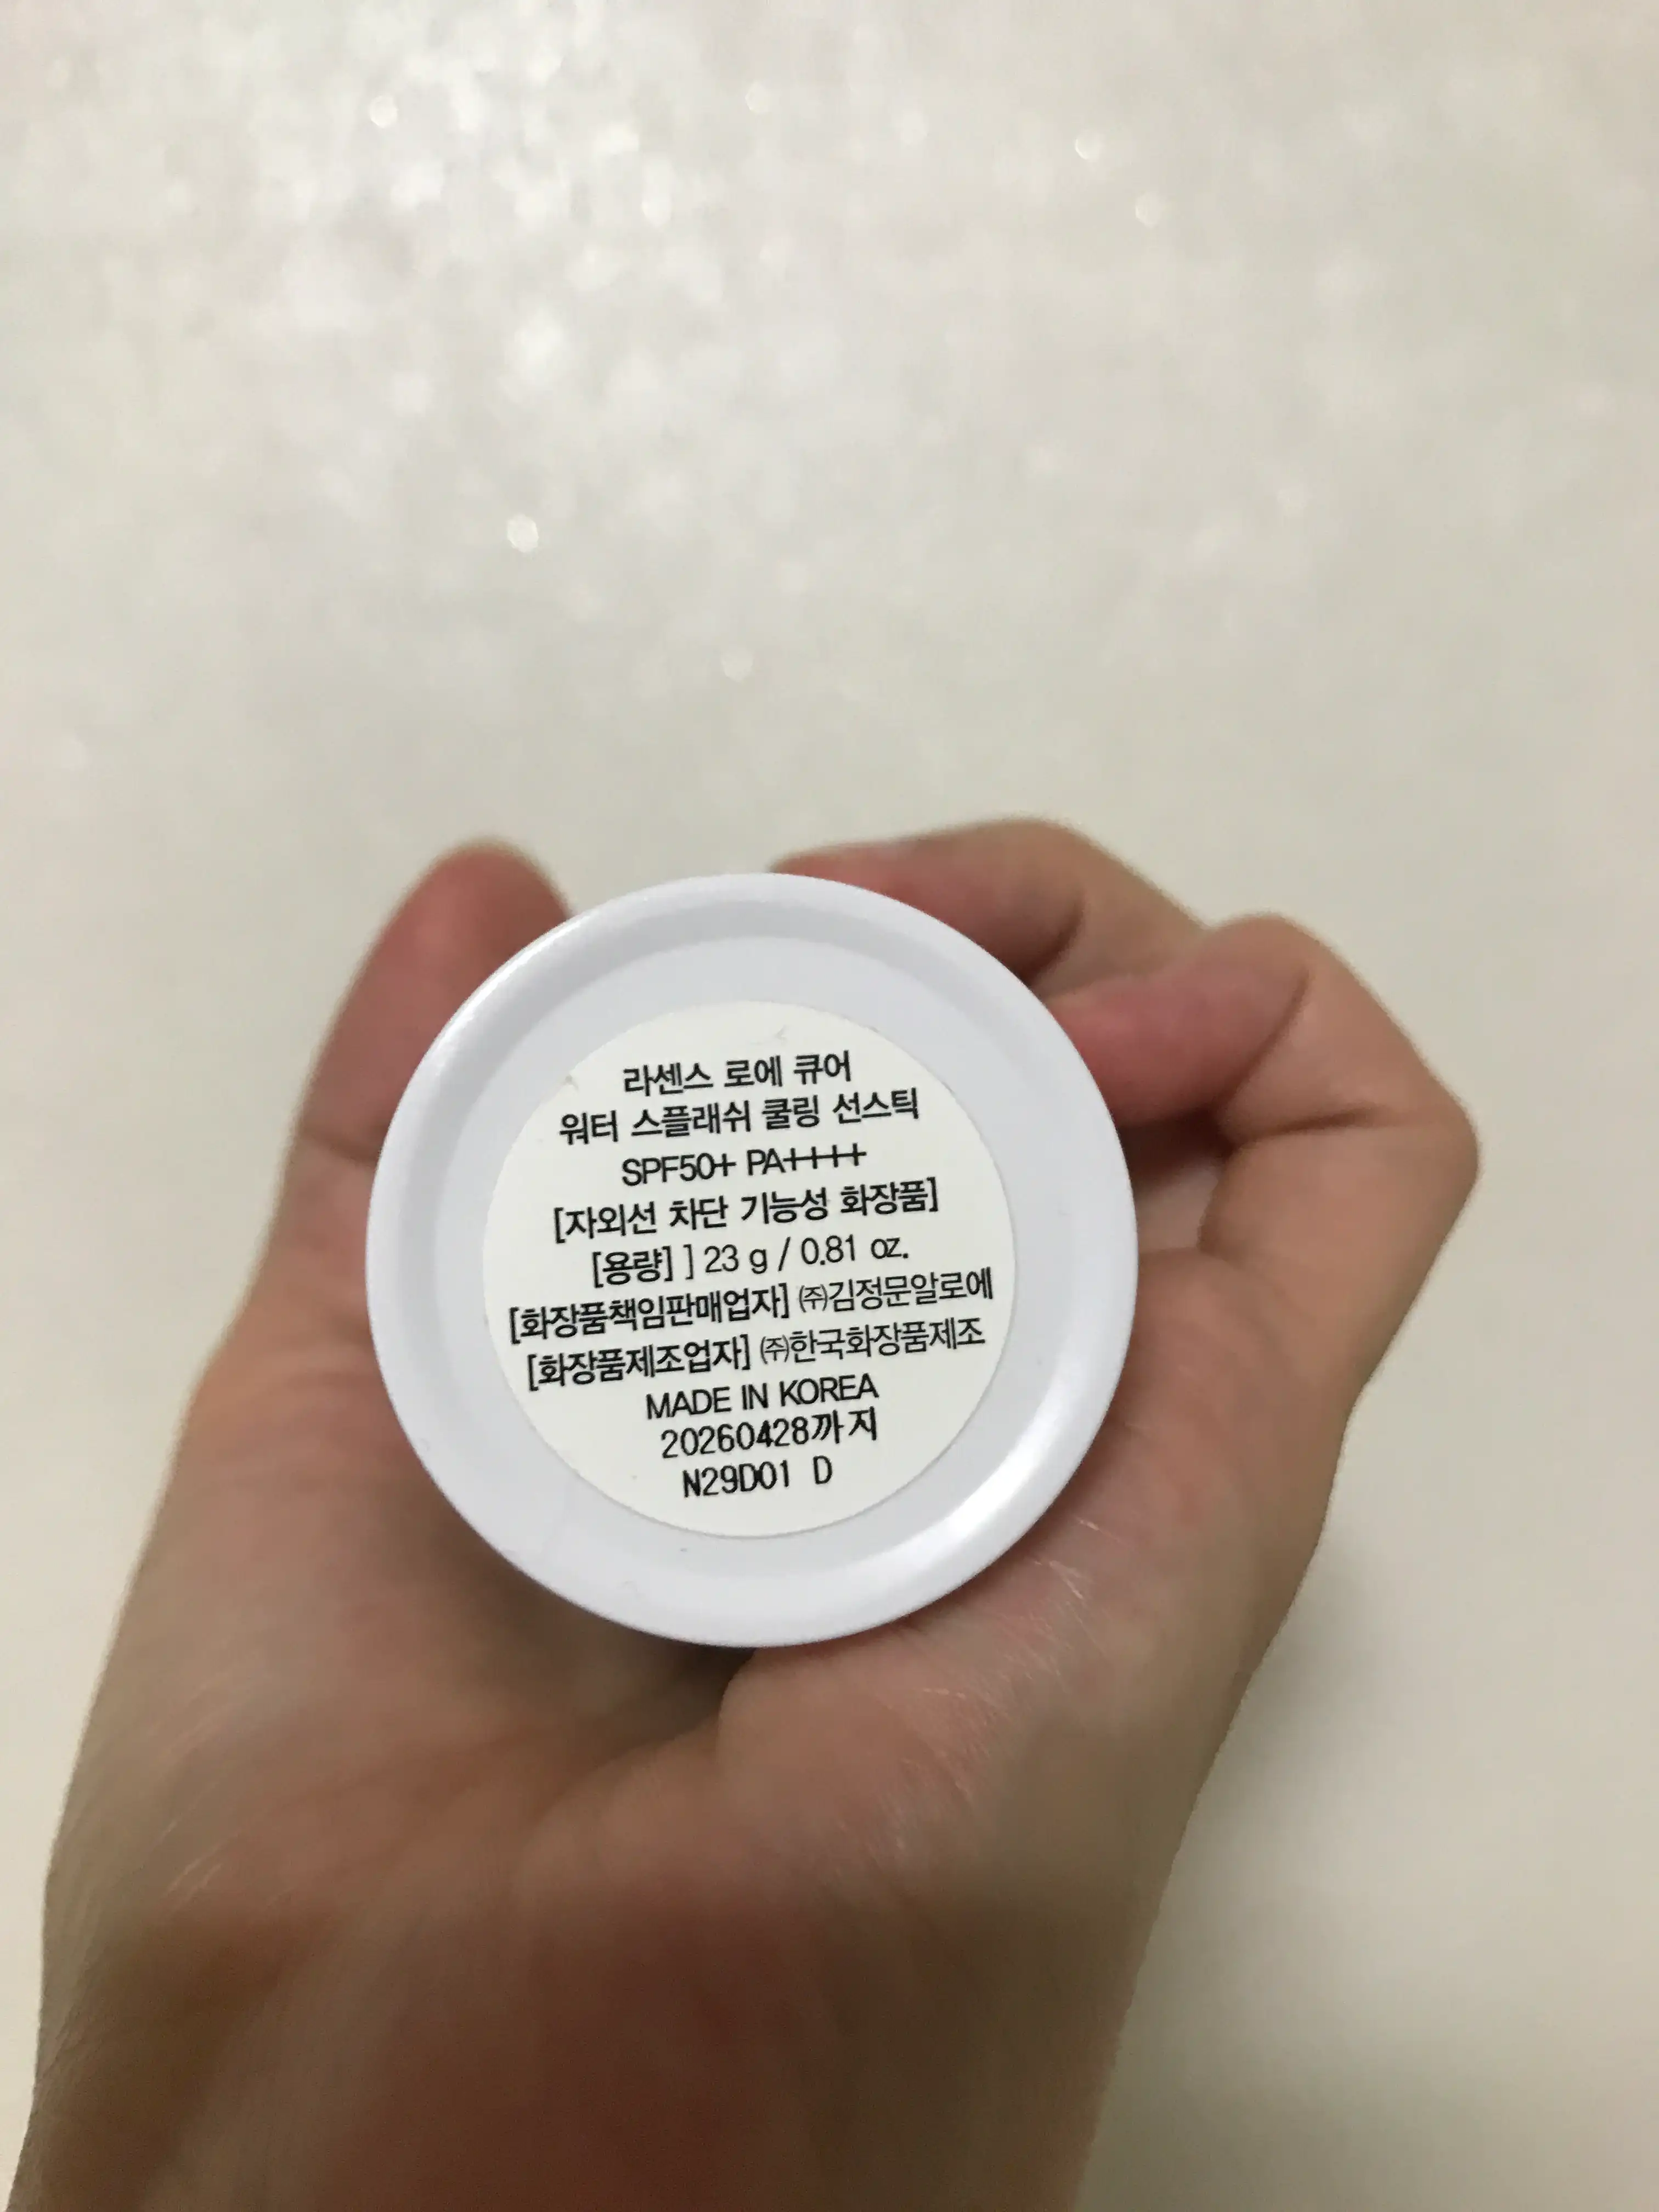 라센스 로에 큐어
워터 스플래쉬 쿨링 선스틱
SPF50+ PA++++
[자외선 차단 기능성 화장품]
[용량] ] 23 g / 0.81 oz.
[화장품책임판매업자] ㈜김정문알로에
[화장품제조업자] ㈜한국화장품제조
MADE IN KOREA
20260428까지
N29D01 D